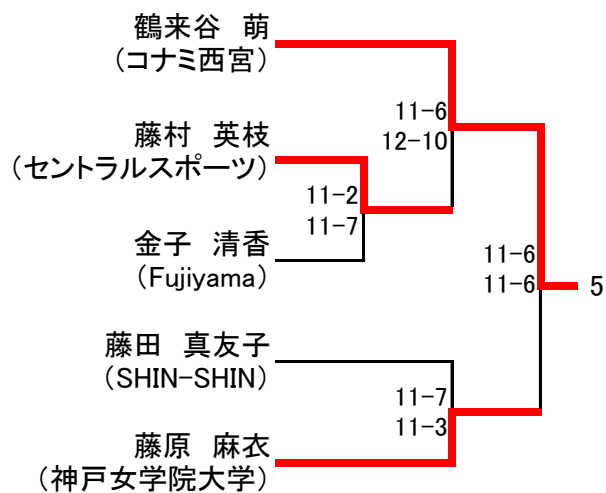 鶴来谷 萌
(コナミ西宮)
11-6
12-10
藤村 英枝
(セントラルスポーツ)
11-2
11-7
金子 清香
(Fujiyama)
11-6
11-6
5
藤田 真友子
(SHIN-SHIN)
11-7
11-3
藤原 麻衣
(神戸女学院大学)